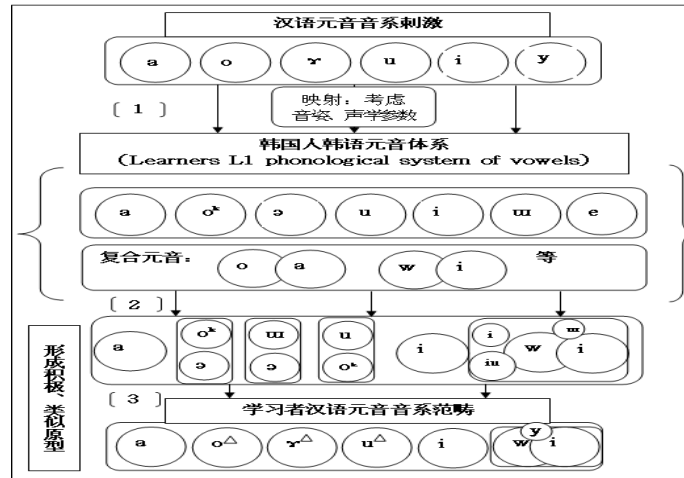 汉语元音音系刺激
a o ɤ u i y
〔 1 〕
映射：考虑
音姿、声学参数
韩国人韩语元音体系
(Learners L1 phonological system of vowels)
a oᵏ ɔ u i ɯ e
复合元音： o a w i 等
〔 2 〕
a oᵏ ɔ ɯ ɔ u oᵏ i i iu w ɯ i
形成积极、类似原型
〔 3 〕
学习者汉语元音音系范畴
a o△ ɤ△ u△ i w y i